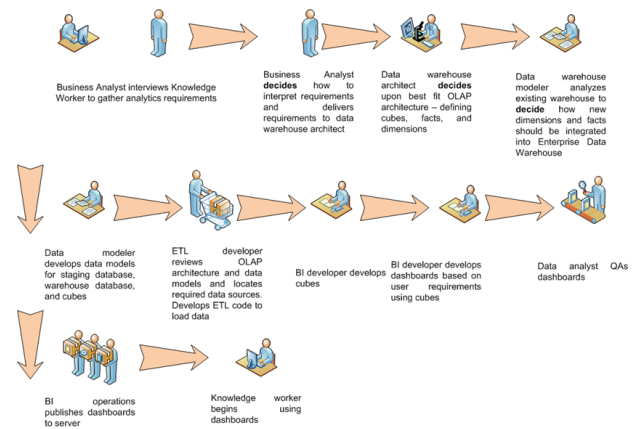 Business Analyst interviews Knowledge
Worker to gather analytics requirements
Business Analyst
decides how to
interpret requirements
and delivers
requirements to data
warehouse architect
Data warehouse
architect decides
upon best fit OLAP
architecture – defining
cubes, facts, and
dimensions
Data warehouse
modeler analyzes
existing warehouse to
decide how new
dimensions and facts
should be integrated
into Enterprise Data
Warehouse
Data modeler
develops data models
for staging database,
warehouse database,
and cubes
ETL developer
reviews OLAP
architecture and data
models and locates
required data sources.
Develops ETL code to
load data
BI developer develops
cubes
BI developer develops
dashboards based on
user requirements
using cubes
Data analyst QAs
dashboards
BI operations
publishes dashboards
to server
Knowledge worker
begins using
dashboards